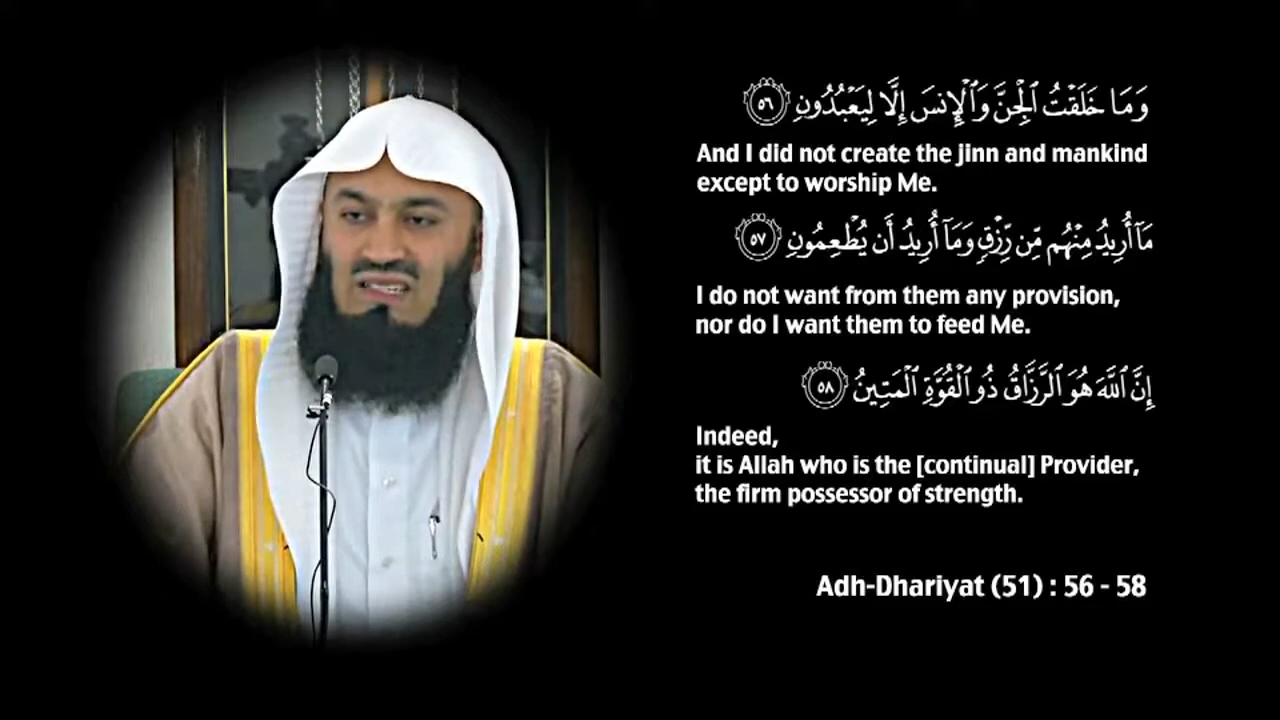 وَمَا خَلَقْتُ ٱلْجِنَّ وَٱلْإِنسَ إِلَّا لِيَعْبُدُونِ ٥٦
And I did not create the jinn and mankind
except to worship Me.
مَآ أُرِيدُ مِنْهُم مِّن رِّزْقٍ وَمَآ أُرِيدُ أَن يُطْعِمُونِ ٥٧
I do not want from them any provision,
nor do I want them to feed Me.
إِنَّ ٱللَّهَ هُوَ ٱلرَّزَّاقُ ذُو ٱلْقُوَّةِ ٱلْمَتِينُ ٥٨
Indeed,
it is Allah who is the [continual] Provider,
the firm possessor of strength.
Adh-Dhariyat (51) : 56 - 58